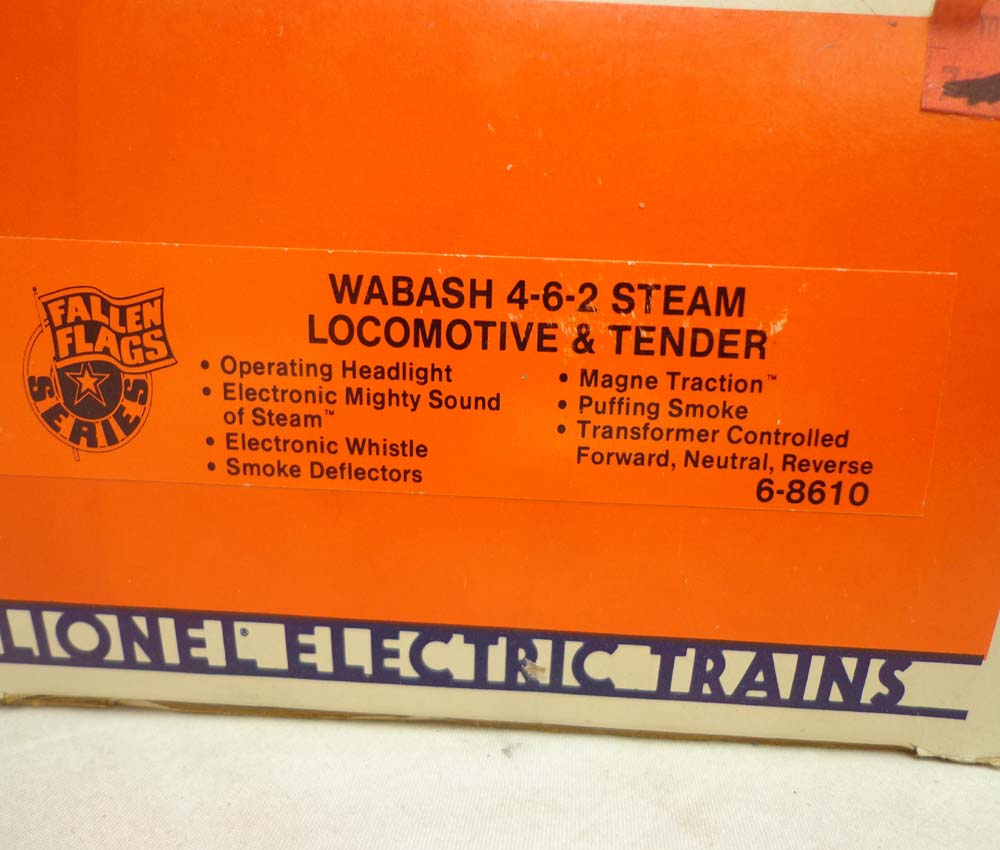 FALLEN
FLAGS
SERIES
WABASH 4-6-2 STEAM
LOCOMOTIVE & TENDER
• Operating Headlight
• Electronic Mighty Sound
of Steam™
• Electronic Whistle
• Smoke Deflectors
• Magne Traction™
• Puffing Smoke
• Transformer Controlled
Forward, Neutral, Reverse
6-8610
LIONEL® ELECTRIC TRAINS